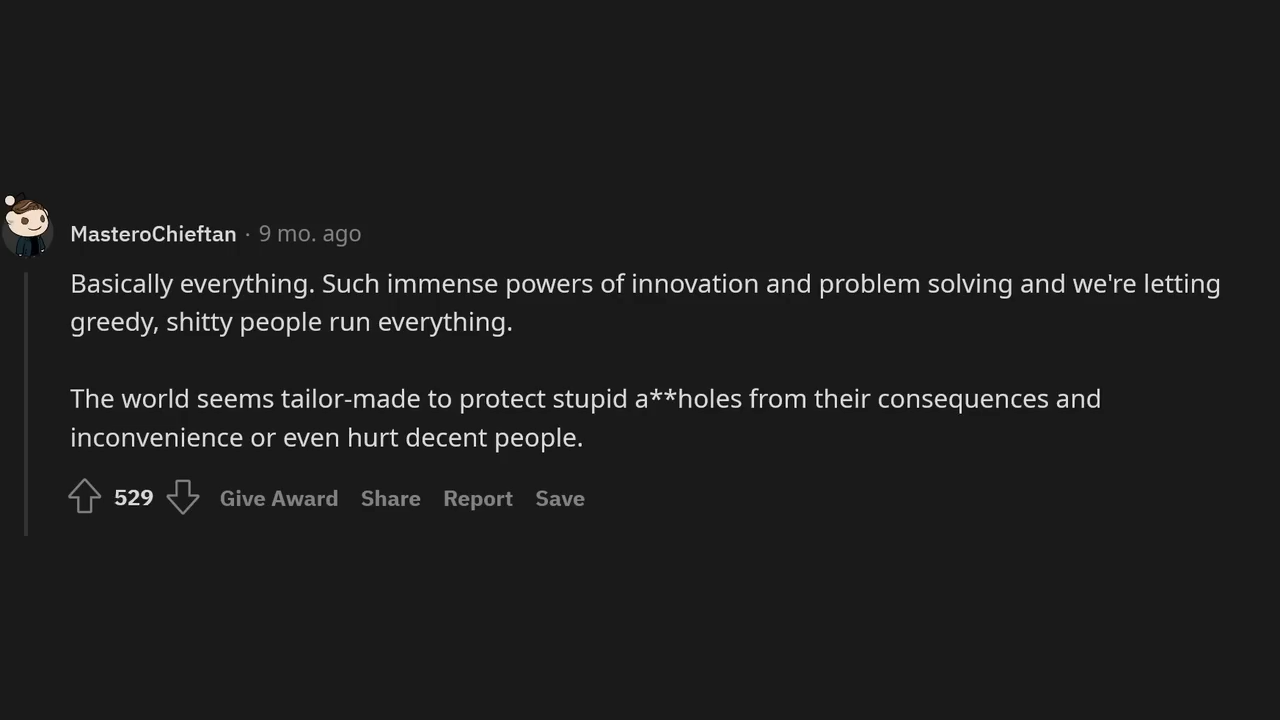 MasteroChieftan · 9 mo. ago
Basically everything. Such immense powers of innovation and problem solving and we're letting
greedy, shitty people run everything.
The world seems tailor-made to protect stupid a**holes from their consequences and
inconvenience or even hurt decent people.
529 Give Award Share Report Save